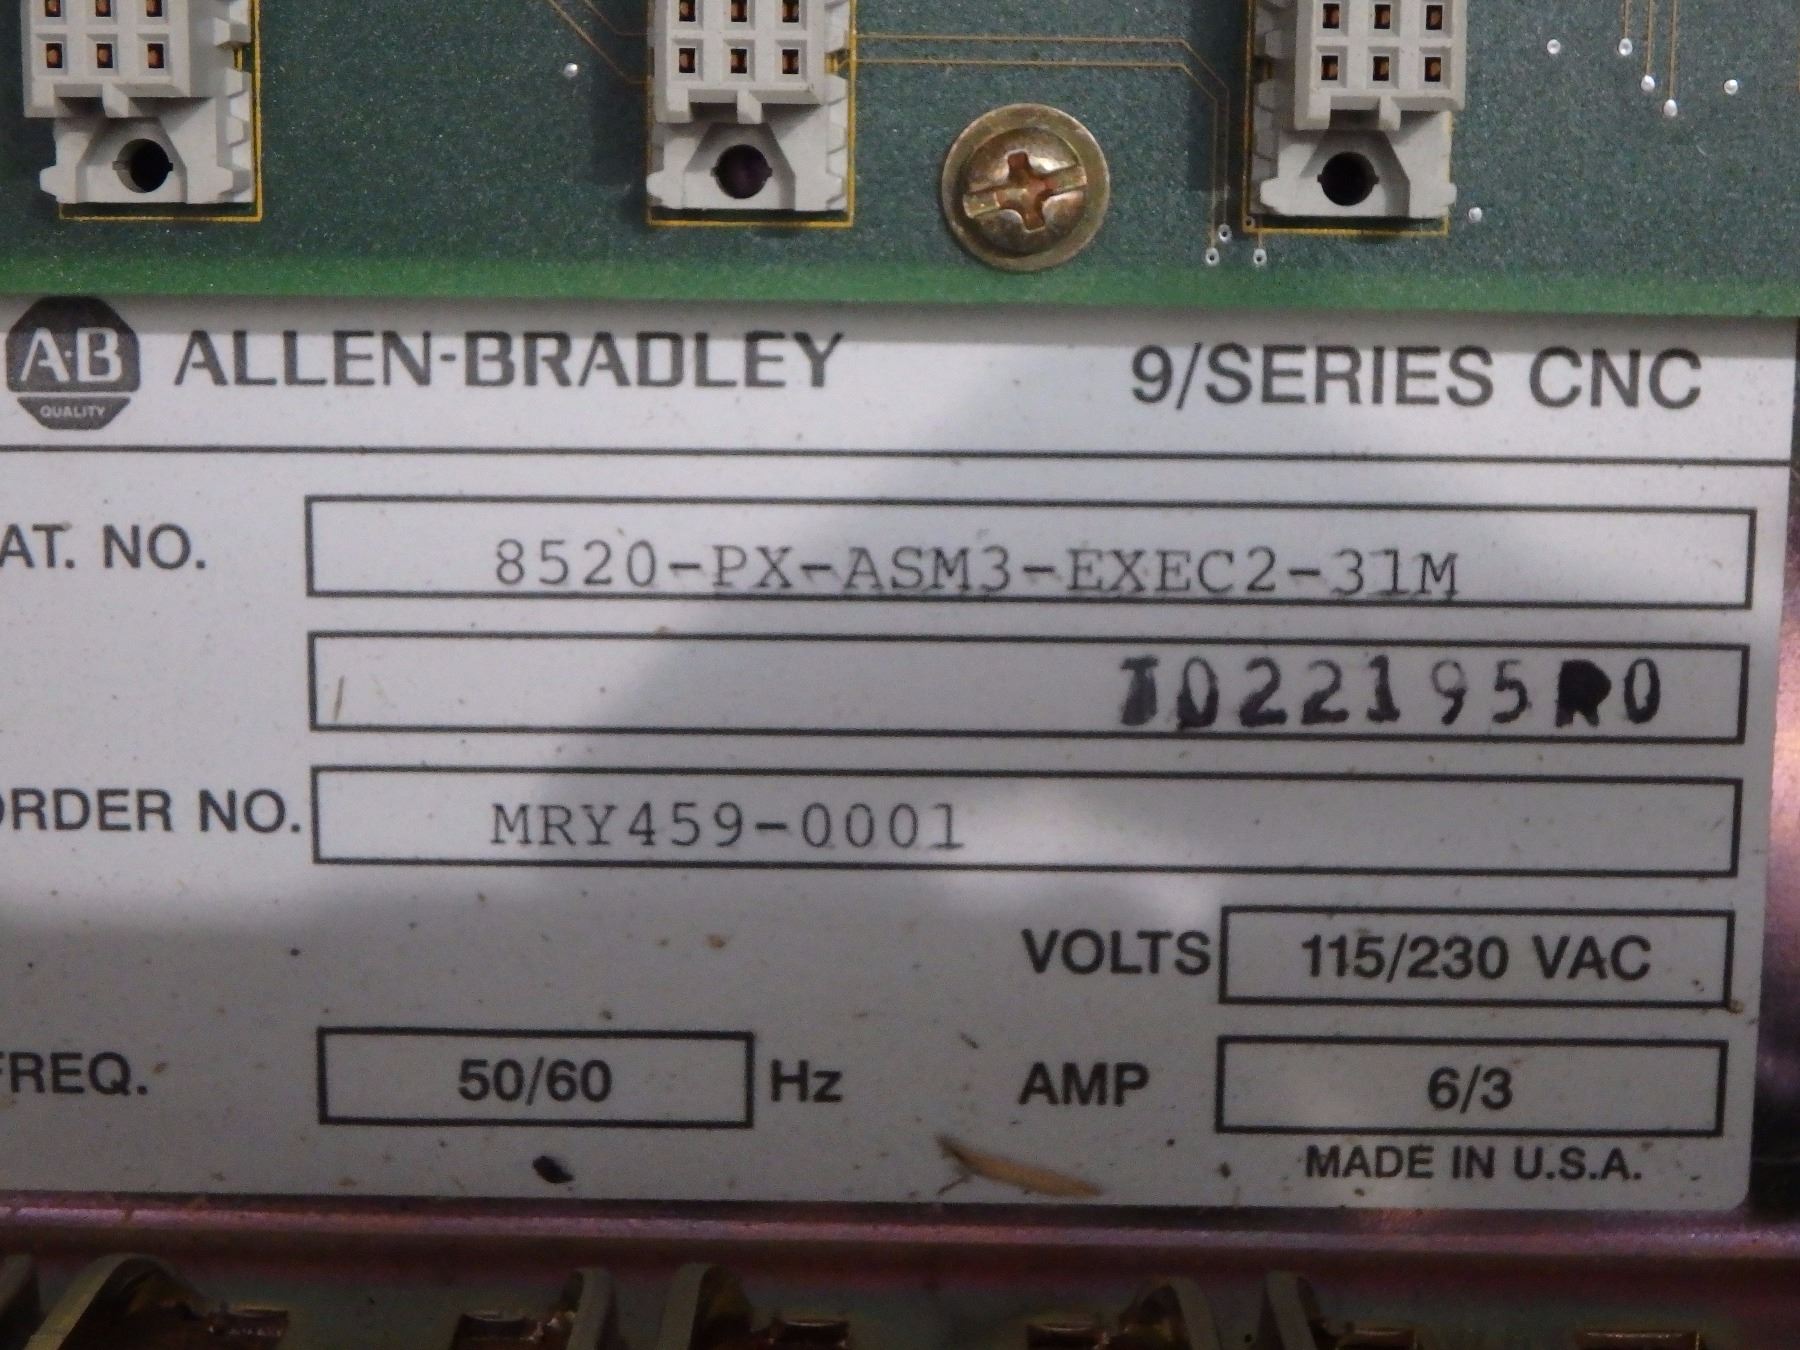 A·B ALLEN-BRADLEY 9/SERIES CNC
QUALITY
AT. NO. 8520-PX-ASM3-EXEC2-31M
022195R0
ORDER NO. MRY459-0001
VOLTS 115/230 VAC
FREQ. 50/60 Hz AMP 6/3
MADE IN U.S.A.